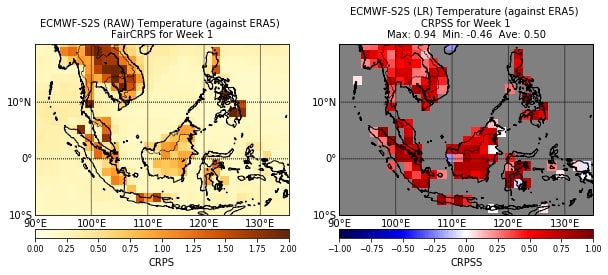 ECMWF-S2S (RAW) Temperature (against ERA5)
FairCRPS for Week 1
10°N
0°
10°S
90°E 100°E 110°E 120°E 130°E
0.00 0.25 0.50 0.75 1.00 1.25 1.50 1.75 2.00
CRPS
ECMWF-S2S (LR) Temperature (against ERA5)
CRPSS for Week 1
Max: 0.94 Min: -0.46 Ave: 0.50
10°N
0°
10°S
90°E 100°E 110°E 120°E 130°E
−1.00 −0.75 −0.50 −0.25 0.00 0.25 0.50 0.75 1.00
CRPSS